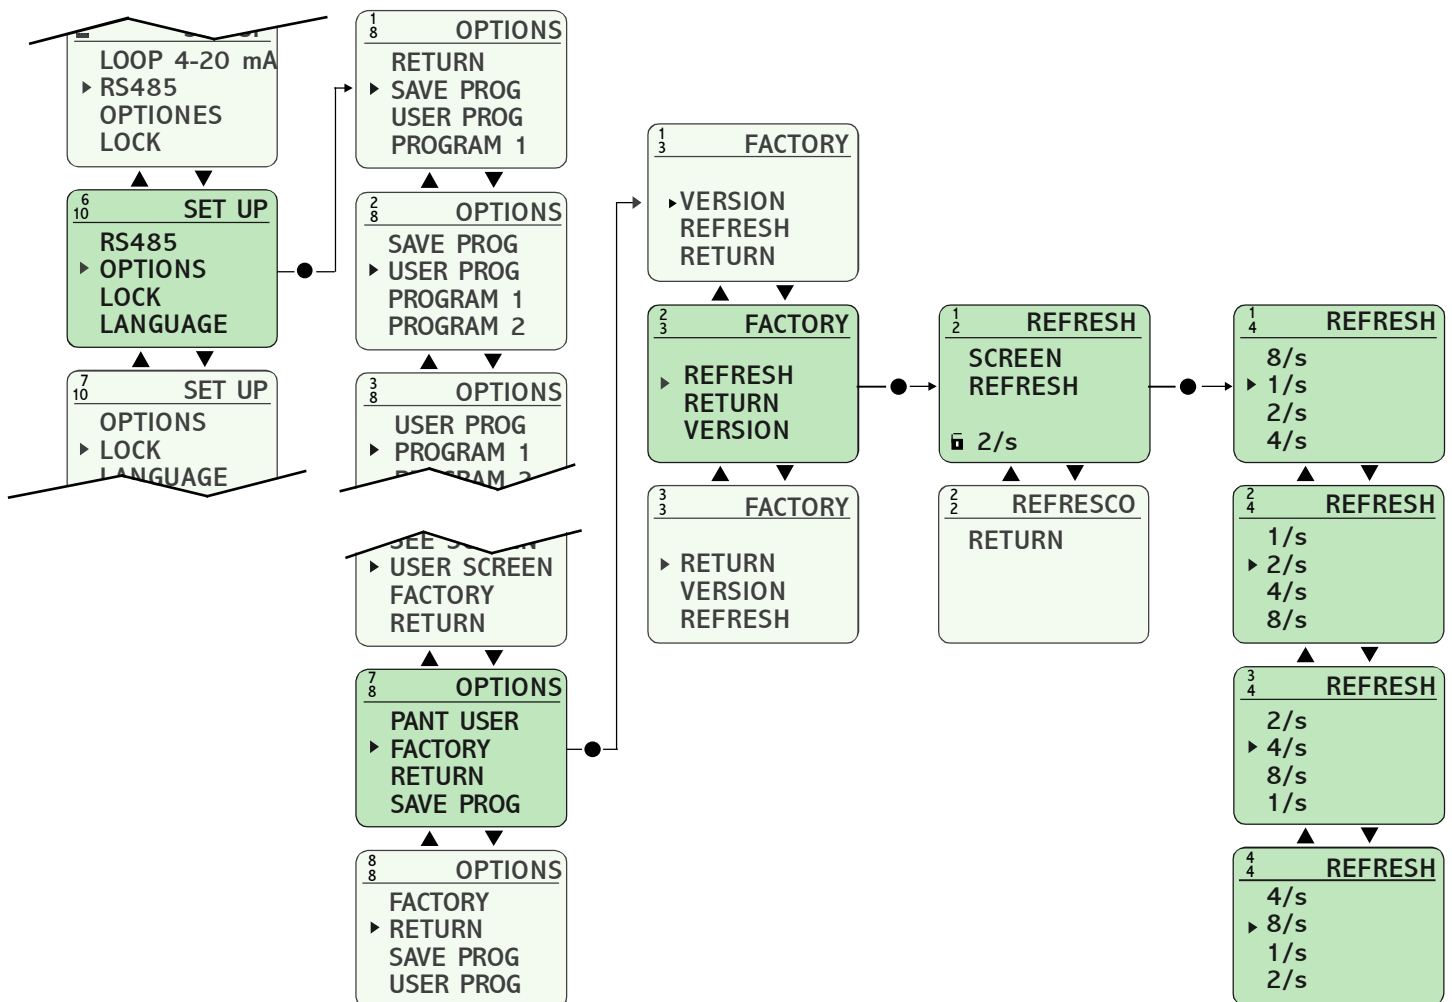 LOOP 4-20 mA
RS485
OPTIONES
LOCK
6
10
SET UP
RS485
OPTIONS
LOCK
LANGUAGE
7
10
SET UP
OPTIONS
LOCK
LANGUAGE
1
8
OPTIONS
RETURN
SAVE PROG
USER PROG
PROGRAM 1
2
8
OPTIONS
SAVE PROG
USER PROG
PROGRAM 1
PROGRAM 2
3
8
OPTIONS
USER PROG
PROGRAM 1
PROGRAM 2
SEE SCREEN
USER SCREEN
FACTORY
RETURN
7
8
OPTIONS
PANT USER
FACTORY
RETURN
SAVE PROG
8
8
OPTIONS
FACTORY
RETURN
SAVE PROG
USER PROG
1
3
FACTORY
VERSION
REFRESH
RETURN
2
3
FACTORY
REFRESH
RETURN
VERSION
3
3
FACTORY
RETURN
VERSION
REFRESH
1
2
REFRESH
SCREEN
REFRESH
2/s
2
2
REFRESCO
RETURN
1
4
REFRESH
8/s
1/s
2/s
4/s
2
4
REFRESH
1/s
2/s
4/s
8/s
3
4
REFRESH
2/s
4/s
8/s
1/s
4
4
REFRESH
4/s
8/s
1/s
2/s